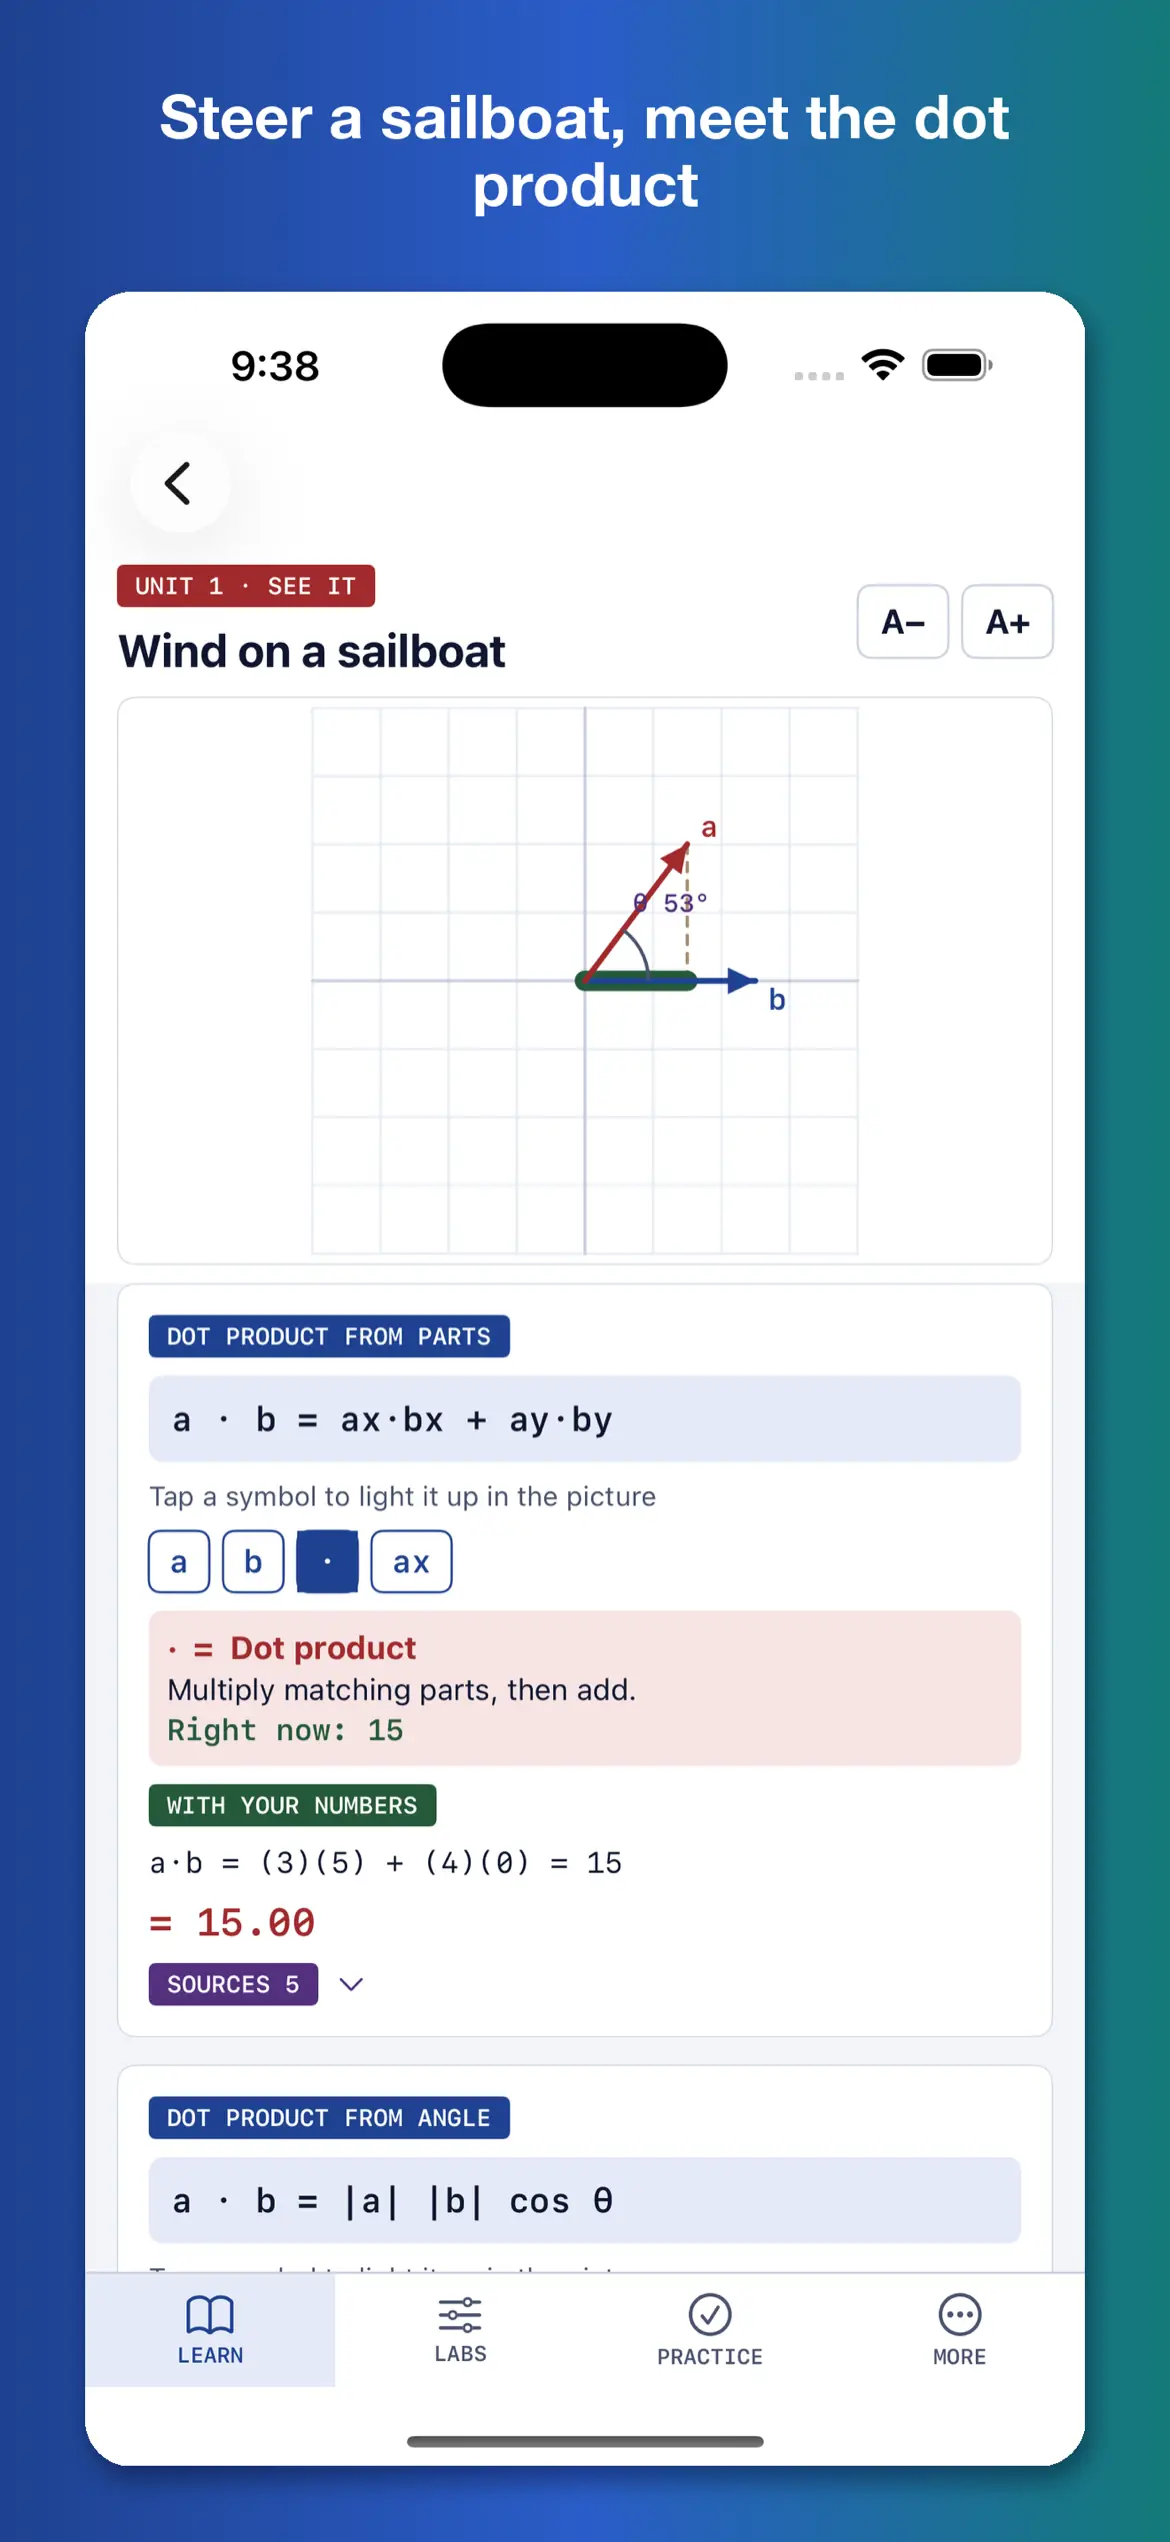 Steer a sailboat, meet the dot
product
9:38
UNIT 1 · SEE IT
Wind on a sailboat
A−
A+
a
θ 53°
b
DOT PRODUCT FROM PARTS
a · b = ax·bx + ay·by
Tap a symbol to light it up in the picture
a b · ax
· = Dot product
Multiply matching parts, then add.
Right now: 15
WITH YOUR NUMBERS
a·b = (3)(5) + (4)(0) = 15
= 15.00
SOURCES 5
DOT PRODUCT FROM ANGLE
a · b = |a| |b| cos θ
LEARN
LABS
PRACTICE
MORE